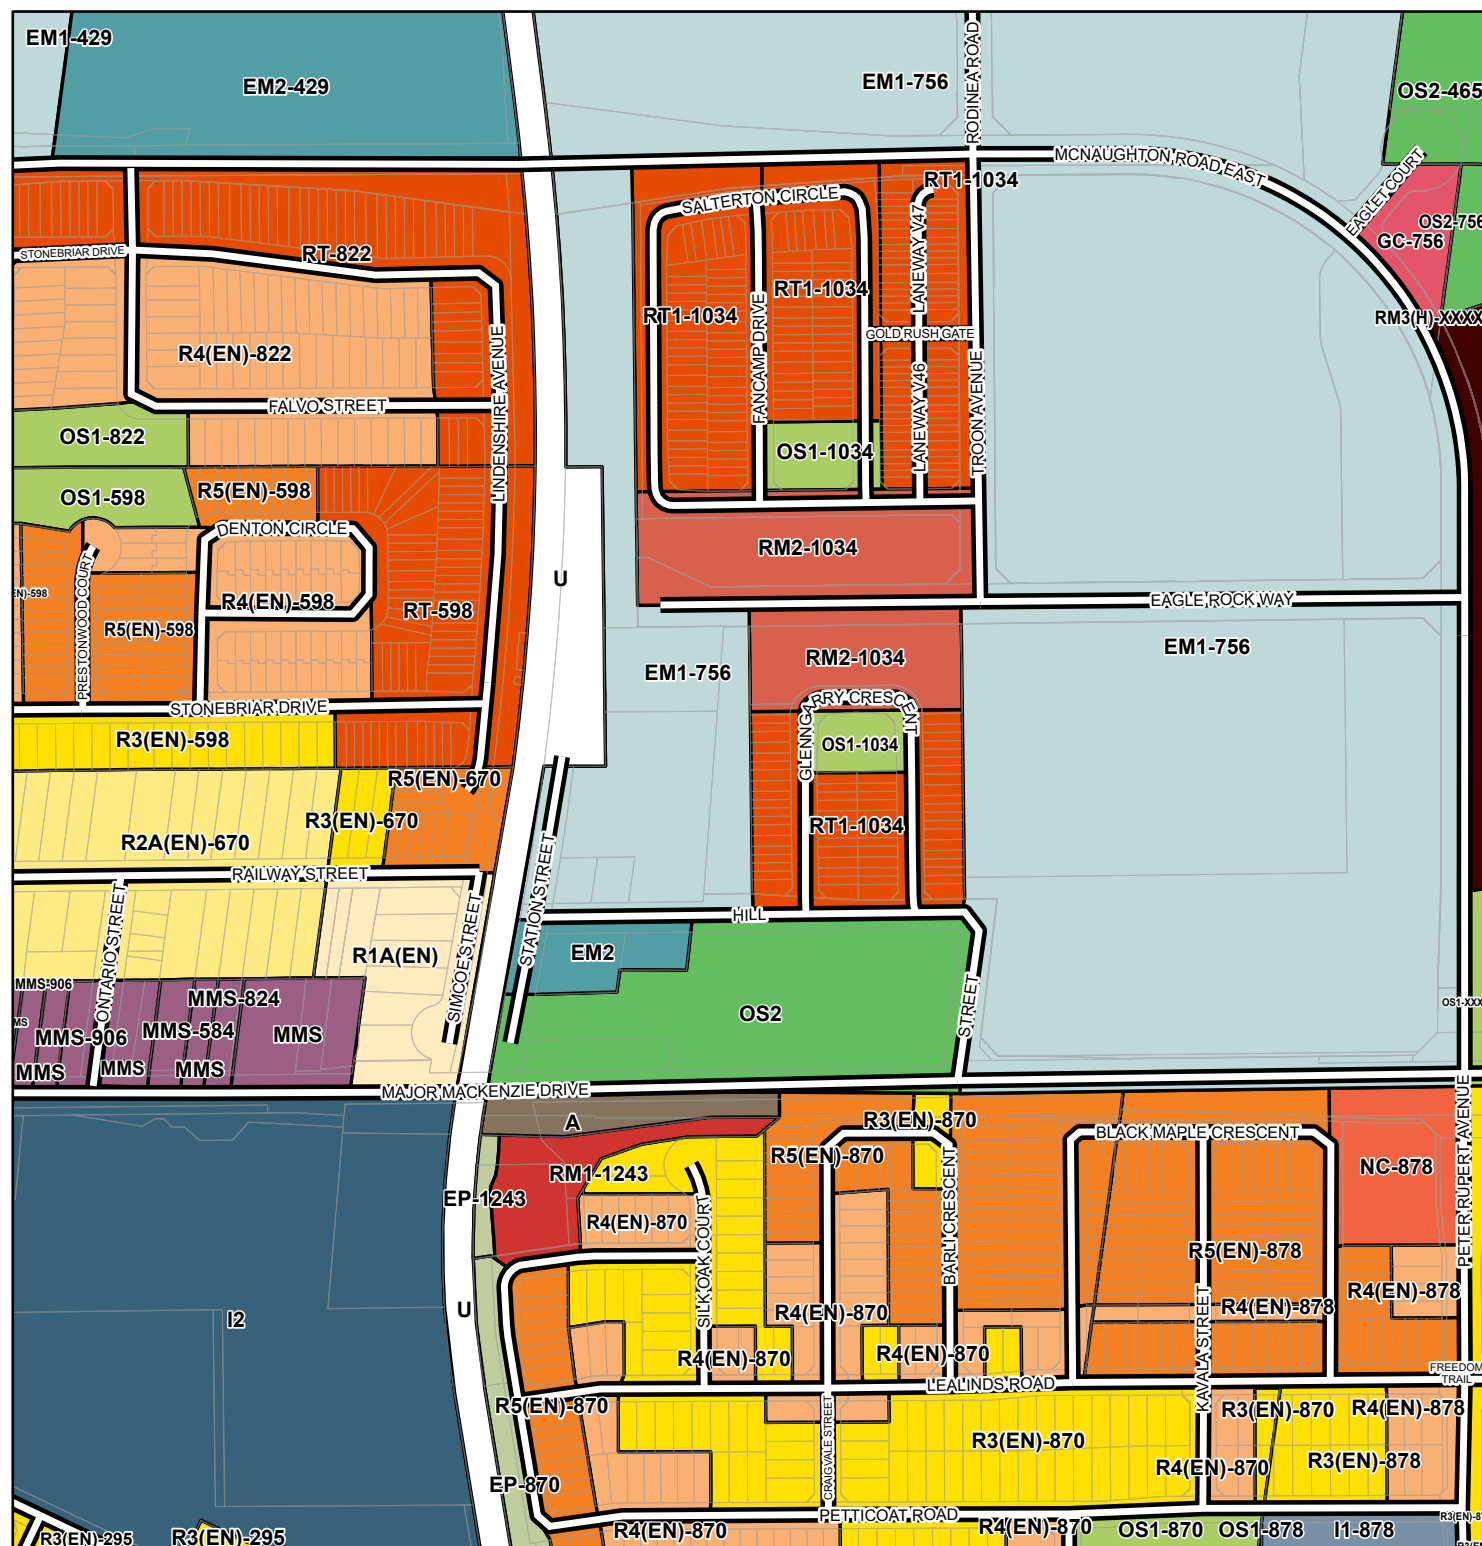 EM1-429
EM2-429
EM1-756
RODINEA ROAD
OS2-465
MCNAUGHTON ROAD EAST
EAGLET COURT
RT1-1034
SALTERTON CIRCLE
OS2-756
GC-756
STONEBRIAR DRIVE
RT-822
LANEWAY V47
RT1-1034
RT1-1034
RM3(H)-XXXX
FANCAMP DRIVE
GOLD RUSH GATE
R4(EN)-822
LINDENSHIRE AVENUE
TROON AVENUE
LANEWAY V46
FALVO STREET
OS1-822
OS1-1034
OS1-598
R5(EN)-598
DENTON CIRCLE
RM2-1034
U
PRESTONWOOD COURT
EN)-598
R4(EN)-598
RT-598
EAGLE ROCK WAY
R5(EN)-598
EM1-756
RM2-1034
EM1-756
GLENNGARRY CRESCENT
STONEBRIAR DRIVE
R3(EN)-598
OS1-1034
R5(EN)-670
R3(EN)-670
RT1-1034
R2A(EN)-670
RAILWAY STREET
STATION STREET
HILL
STREET
ONTARIO STREET
SIMCOE STREET
R1A(EN)
EM2
MMS-906
MMS-824
OS2
OS1-XXX
MS
MMS-906
MMS-584
MMS
MMS
MMS
MMS
MAJOR MACKENZIE DRIVE
A
R3(EN)-870
BLACK MAPLE CRESCENT
PETER RUPERT AVENUE
R5(EN)-870
RM1-1243
NC-878
EP-1243
BARLI CRESCENT
R4(EN)-870
SILK OAK COURT
R5(EN)-878
R4(EN)-878
I2
U
R4(EN)-870
R4(EN)-878
KAVALA STREET
R4(EN)-870
R4(EN)-870
FREEDOM
TRAIL
LEALINDS ROAD
R5(EN)-870
CRAIGVALE STREET
R3(EN)-870
R4(EN)-878
R3(EN)-870
R4(EN)-870
R3(EN)-878
EP-870
PETTICOAT ROAD
R3(EN)-295
R3(EN)-295
R4(EN)-870
R4(EN)-870
OS1-870
OS1-878
I1-878